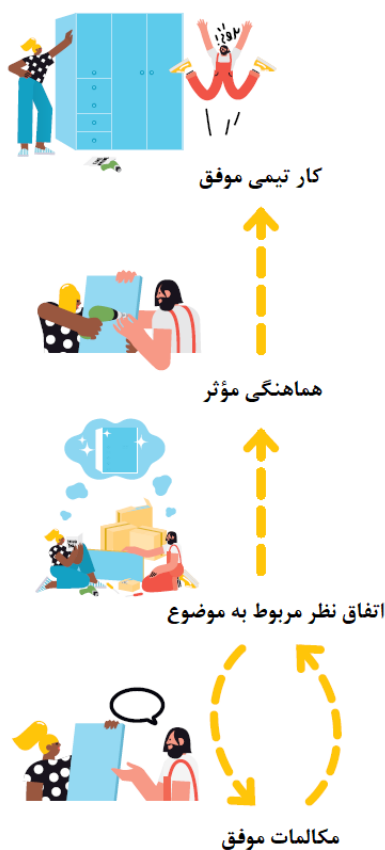 کار تیمی موفق
هماهنگی مؤثر
اتفاق نظر مربوط به موضوع
مکالمات موفق